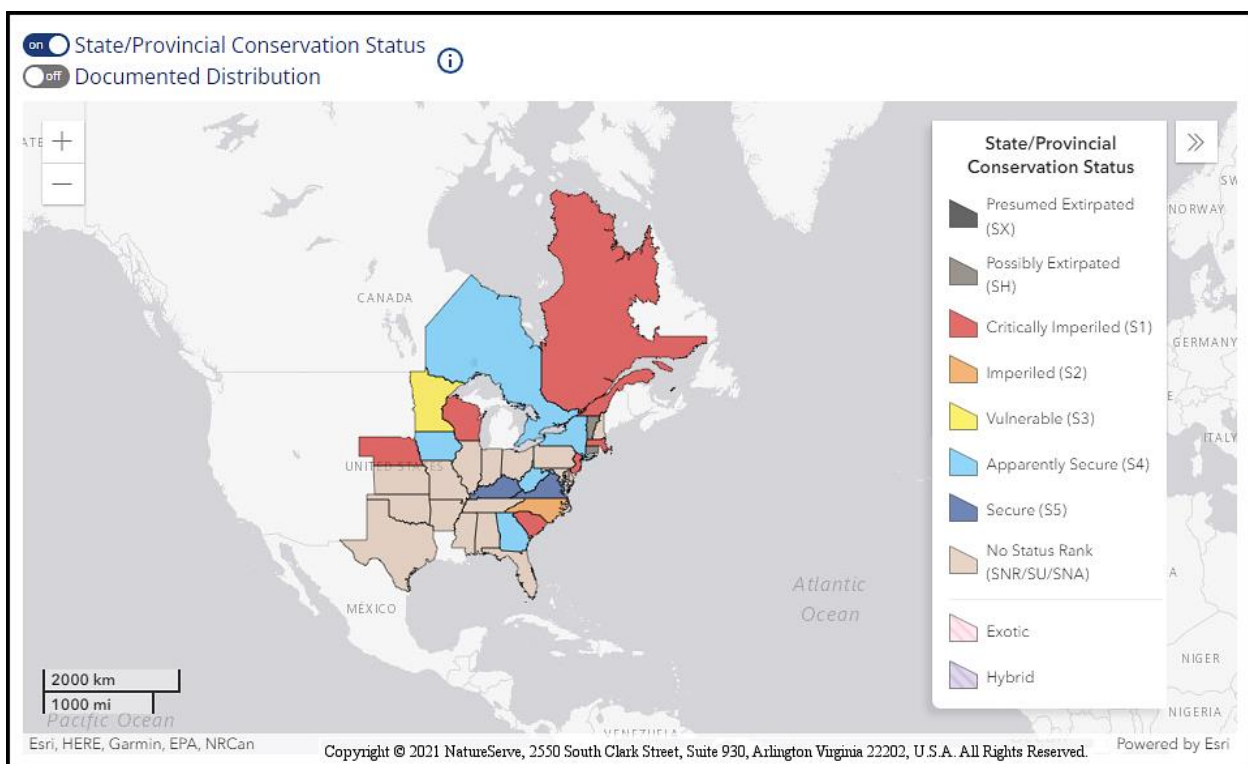 on State/Provincial Conservation Status i
off Documented Distribution
+
−
CANADA
UNITED STATES
MÉXICO
Atlantic
Ocean
State/Provincial
Conservation Status
Presumed Extirpated
(SX)
Possibly Extirpated
(SH)
Critically Imperiled (S1)
Imperiled (S2)
Vulnerable (S3)
Apparently Secure (S4)
Secure (S5)
No Status Rank
(SNR/SU/SNA)
Exotic
Hybrid
NORWAY
GERMANY
ITALY
NIGER
NIGERIA
2000 km
1000 mi
Pacific Ocean
VENEZUELA
Esri, HERE, Garmin, EPA, NRCan
Copyright © 2021 NatureServe, 2550 South Clark Street, Suite 930, Arlington Virginia 22202, U.S.A. All Rights Reserved.
Powered by Esri